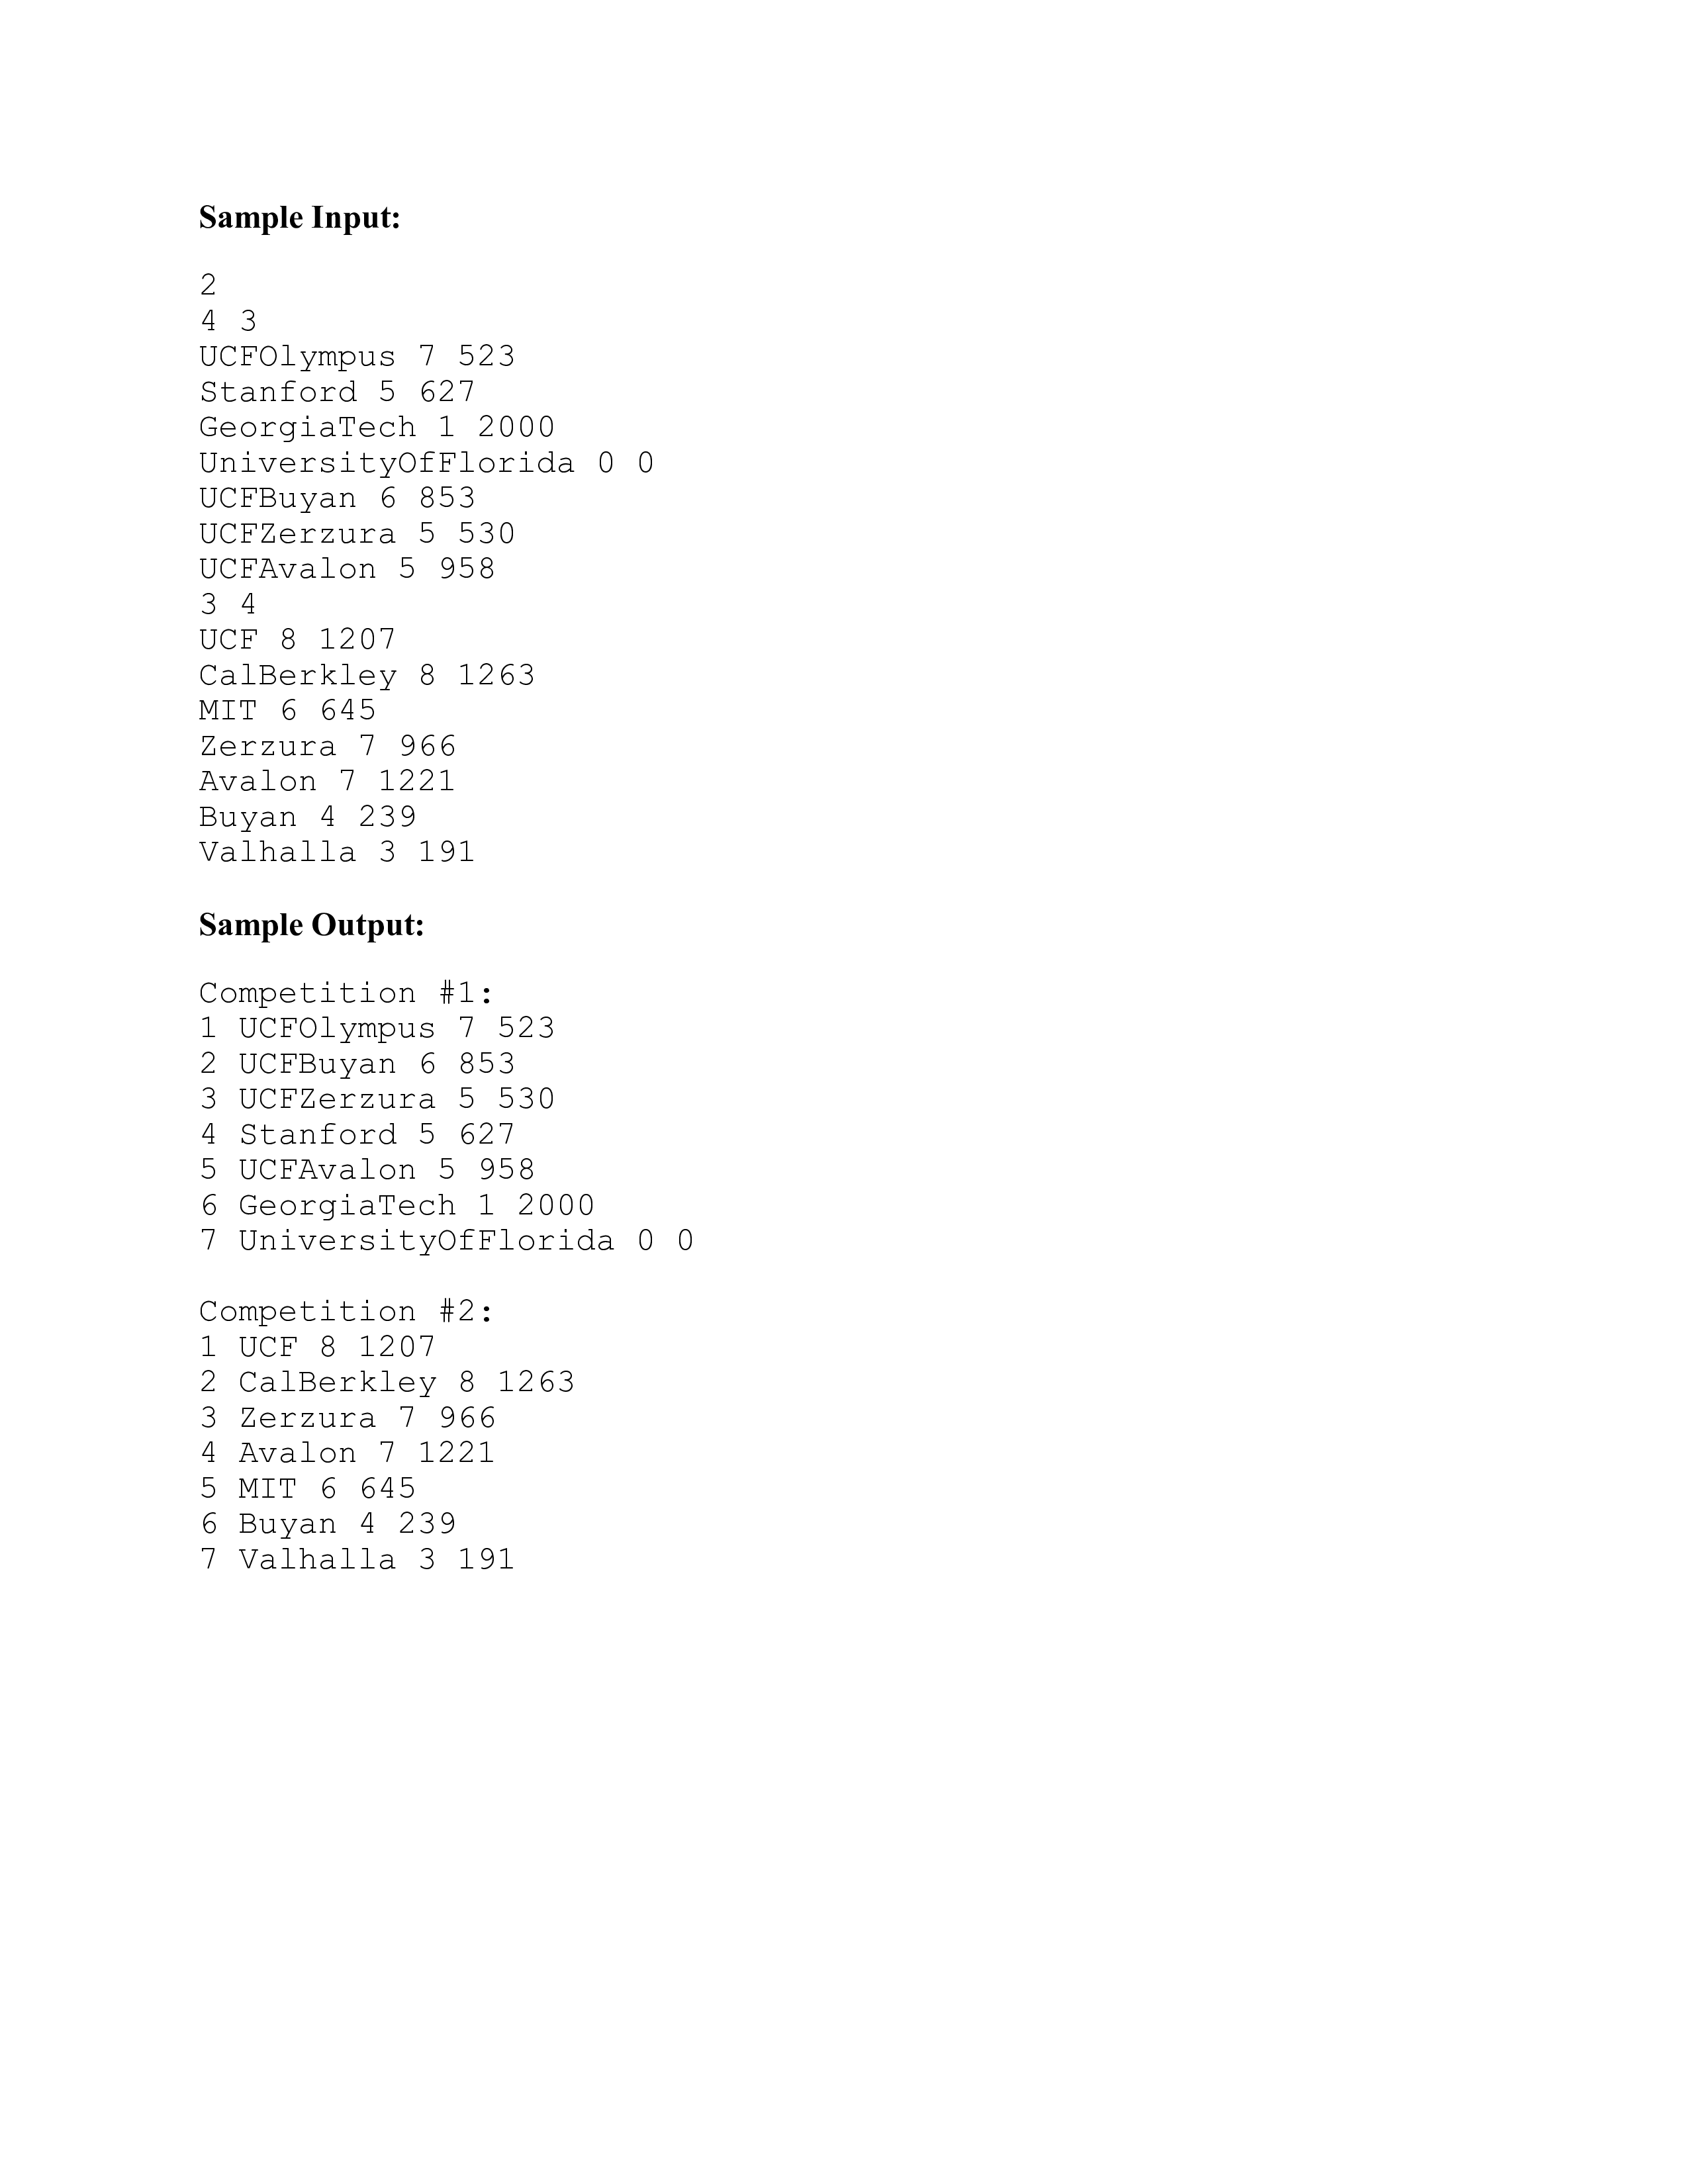 Sample Input:
2
4 3
UCFOlympus 7 523
Stanford 5 627
GeorgiaTech 1 2000
UniversityOfFlorida 0 0
UCFBuyan 6 853
UCFZerzura 5 530
UCFAvalon 5 958
3 4
UCF 8 1207
CalBerkley 8 1263
MIT 6 645
Zerzura 7 966
Avalon 7 1221
Buyan 4 239
Valhalla 3 191
Sample Output:
Competition #1:
1 UCFOlympus 7 523
2 UCFBuyan 6 853
3 UCFZerzura 5 530
4 Stanford 5 627
5 UCFAvalon 5 958
6 GeorgiaTech 1 2000
7 UniversityOfFlorida 0 0
Competition #2:
1 UCF 8 1207
2 CalBerkley 8 1263
3 Zerzura 7 966
4 Avalon 7 1221
5 MIT 6 645
6 Buyan 4 239
7 Valhalla 3 191